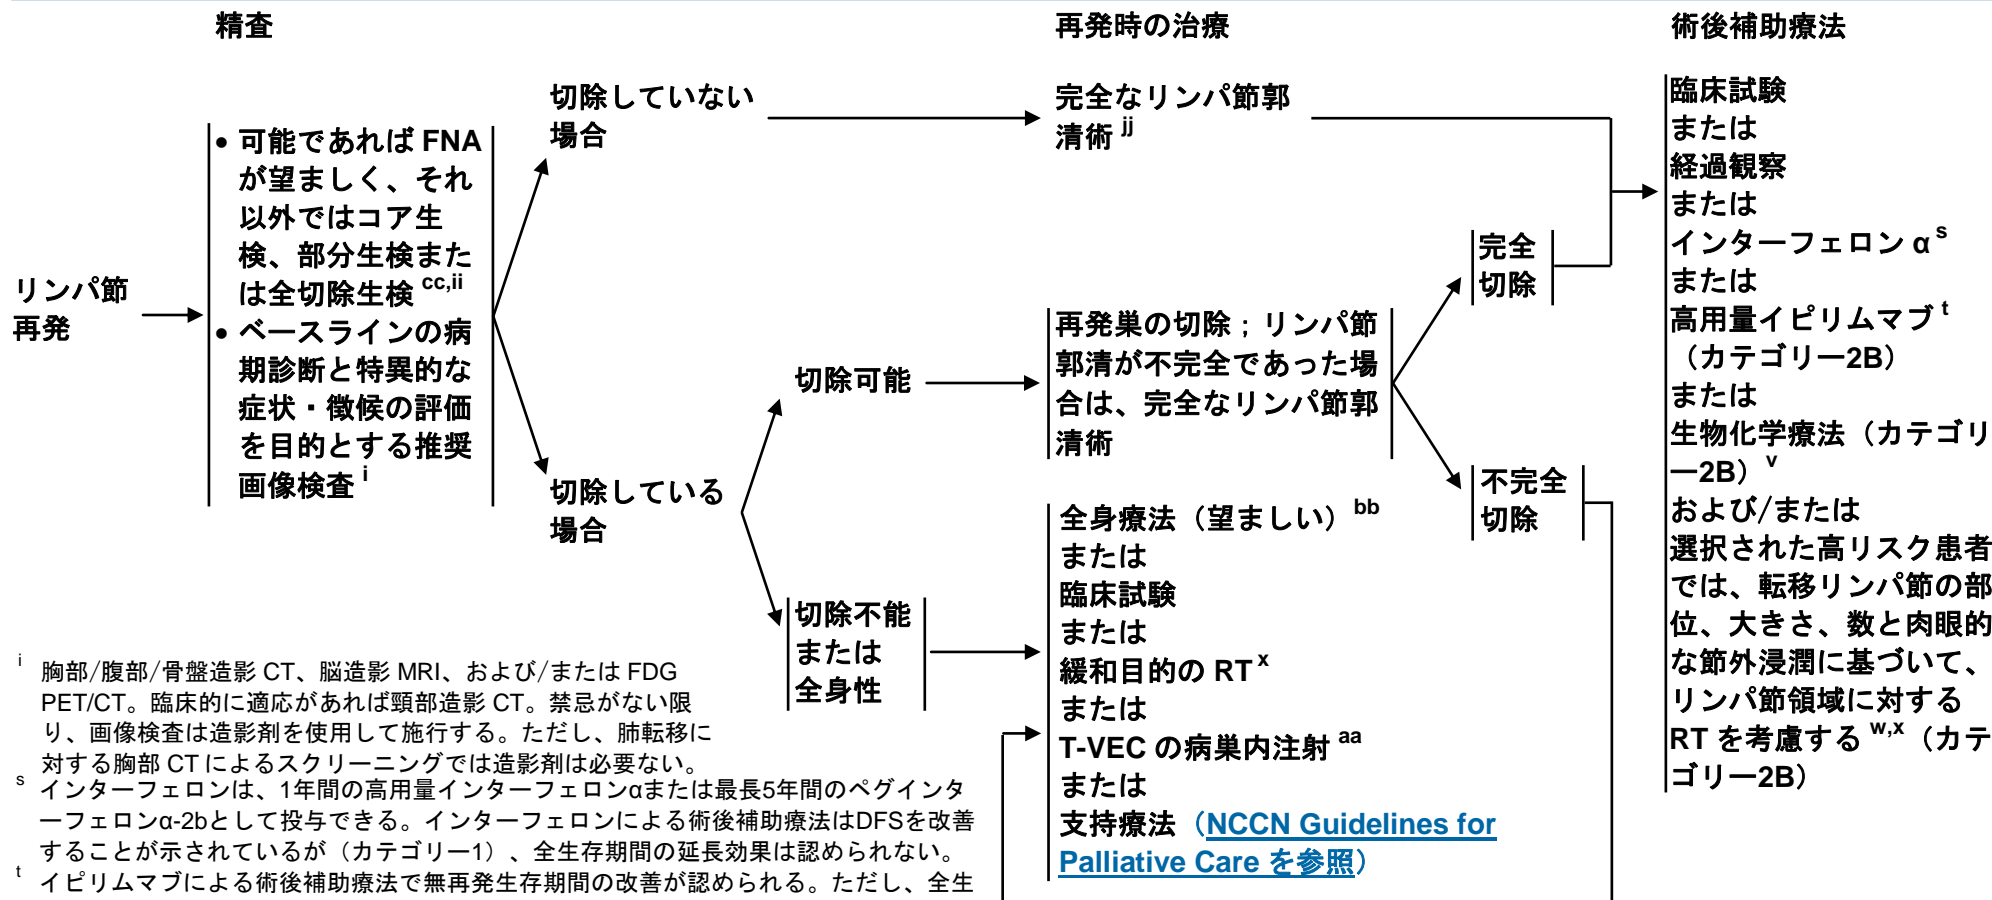 精査
再発時の治療
術後補助療法
リンパ節
再発
• 可能であれば FNA
が望ましく、それ
以外ではコア生
検、部分生検また
は全切除生検 cc,ii
• ベースラインの病
期診断と特異的な
症状・徴候の評価
を目的とする推奨
画像検査 i
切除していない
場合
切除している
場合
切除可能
切除不能
または
全身性
完全なリンパ節郭
清術 jj
再発巣の切除；リンパ節
郭清が不完全であった場
合は、完全なリンパ節郭
清術
全身療法（望ましい） bb
または
臨床試験
または
緩和目的の RT x
または
T-VEC の病巣内注射 aa
または
支持療法（NCCN Guidelines for
Palliative Care を参照）
完全
切除
不完全
切除
臨床試験
または
経過観察
または
インターフェロン α s
または
高用量イピリムマブ t
（カテゴリー2B）
または
生物化学療法（カテゴリ
ー2B） v
および/または
選択された高リスク患者
では、転移リンパ節の部
位、大きさ、数と肉眼的
な節外浸潤に基づいて、
リンパ節領域に対する
RT を考慮する w,x（カテ
ゴリー2B）
i 胸部/腹部/骨盤造影 CT、脳造影 MRI、および/または FDG
PET/CT。臨床的に適応があれば頸部造影 CT。禁忌がない限
り、画像検査は造影剤を使用して施行する。ただし、肺転移に
対する胸部 CT によるスクリーニングでは造影剤は必要ない。
s インターフェロンは、1年間の高用量インターフェロンαまたは最長5年間のペグインタ
ーフェロンα-2bとして投与できる。インターフェロンによる術後補助療法はDFSを改善
することが示されているが（カテゴリー1）、全生存期間の延長効果は認められない。
t イピリムマブによる術後補助療法で無再発生存期間の改善が認められる。ただし、全生